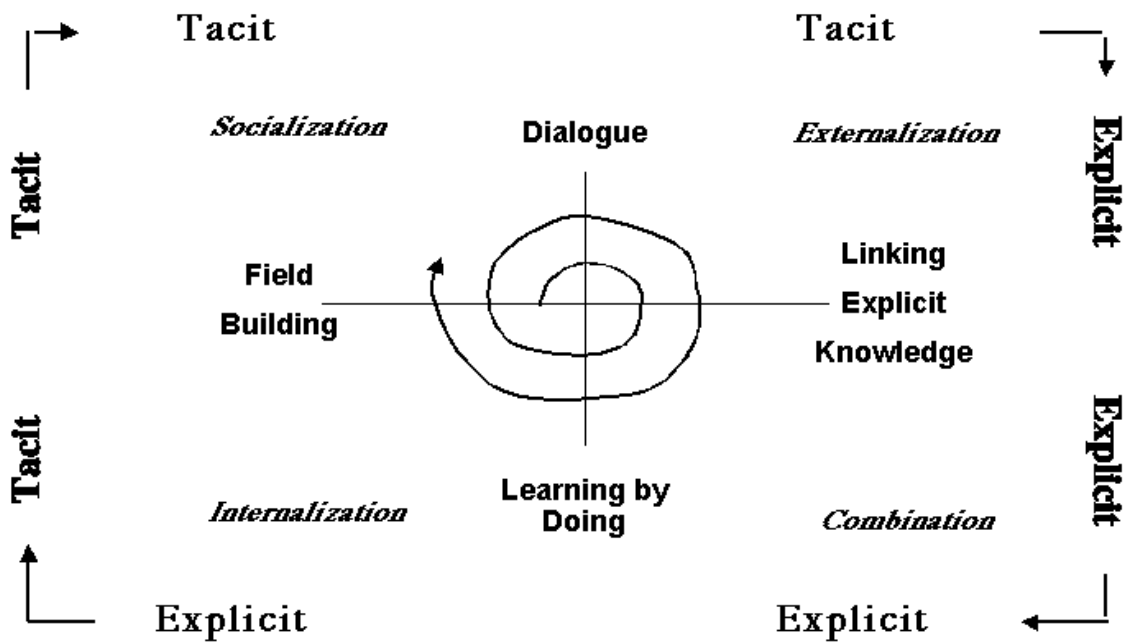 Tacit
Tacit
Socialization
Dialogue
Externalization
Tacit
Explicit
Field
Building
Linking
Explicit
Knowledge
Tacit
Explicit
Internalization
Learning by
Doing
Combination
Explicit
Explicit